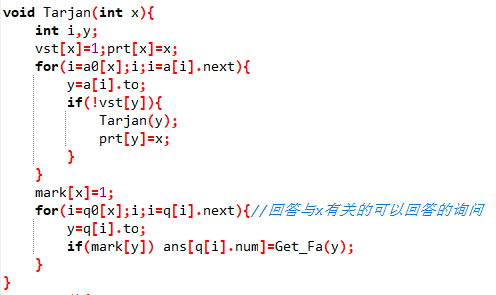 void Tarjan(int x){
    int i,y;
    vst[x]=1;prt[x]=x;
    for(i=a0[x];i;i=a[i].next){
        y=a[i].to;
        if(!vst[y]){
            Tarjan(y);
            prt[y]=x;
        }
    }
    mark[x]=1;
    for(i=q0[x];i;i=q[i].next){//回答与x有关的可以回答的询问
        y=q[i].to;
        if(mark[y]) ans[q[i].num]=Get_Fa(y);
    }
}